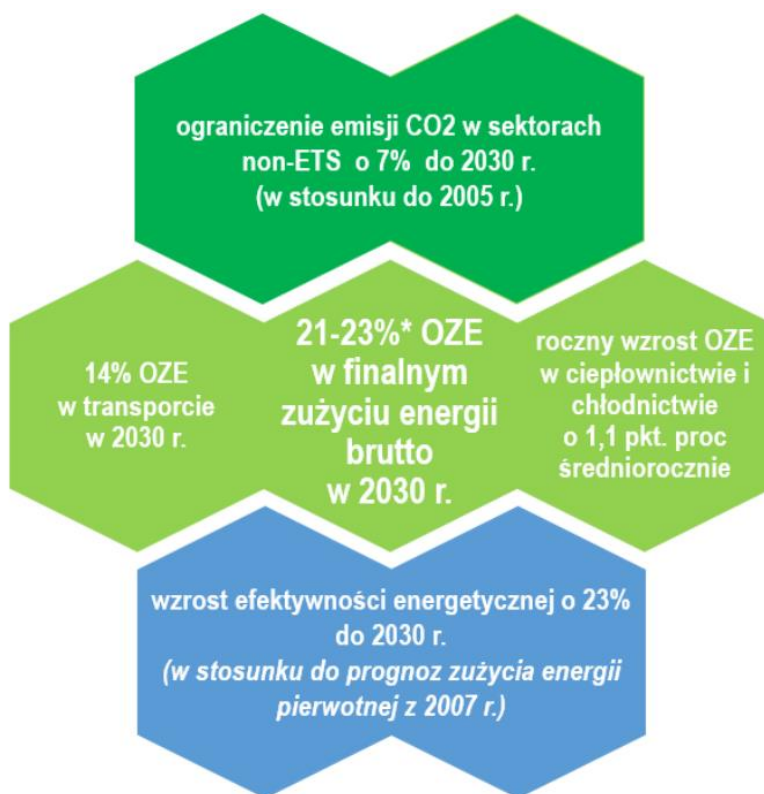 ograniczenie emisji CO2 w sektorach
non-ETS o 7% do 2030 r.
(w stosunku do 2005 r.)
14% OZE
w transporcie
w 2030 r.
21-23%* OZE
w finalnym
zużyciu energii
brutto
w 2030 r.
roczny wzrost OZE
w ciepłownictwie i
chłodnictwie
o 1,1 pkt. proc
średniorocznie
wzrost efektywności energetycznej o 23%
do 2030 r.
(w stosunku do prognoz zużycia energii
pierwotnej z 2007 r.)